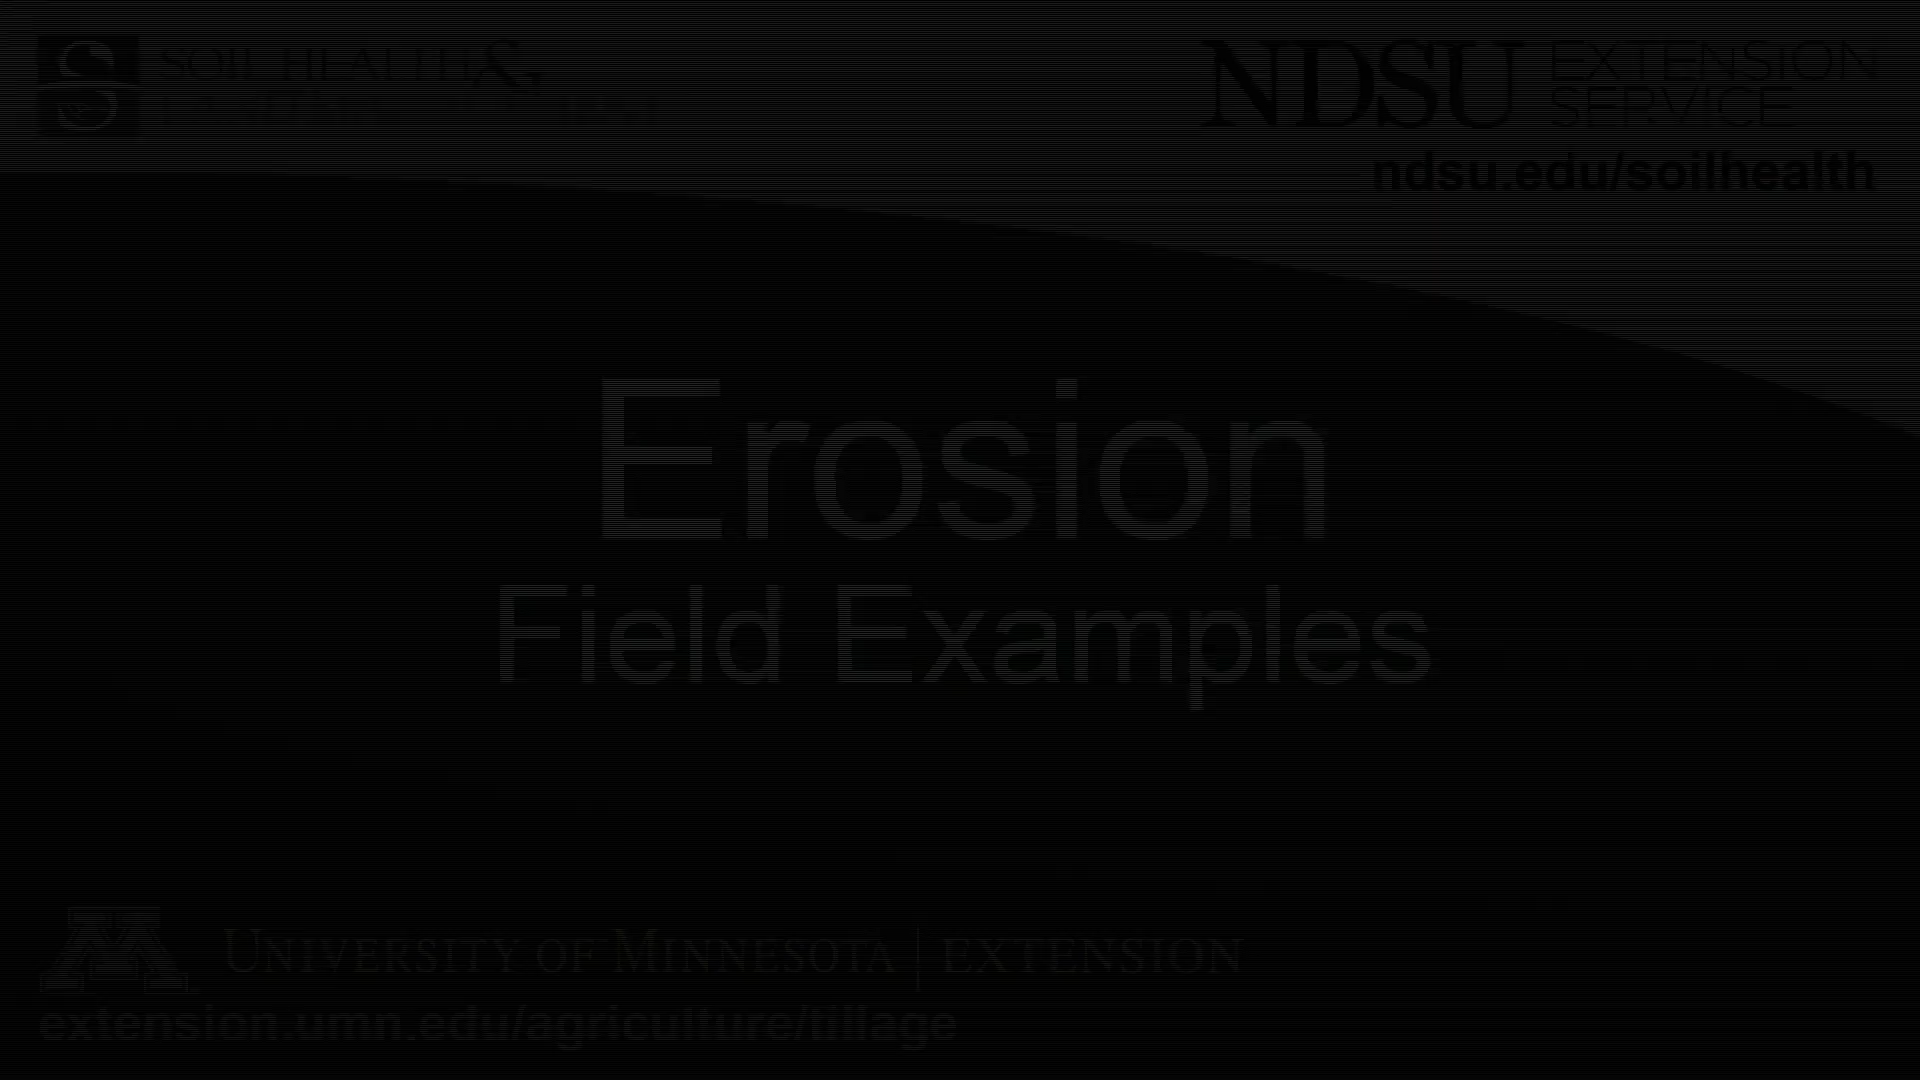 SOIL HEALTH &
NDSU EXTENSION
SERVICE
ndsu.edu/soilhealth
Erosion
Field Examples
UNIVERSITY OF MINNESOTA | EXTENSION
extension.umn.edu/agriculture/tillage